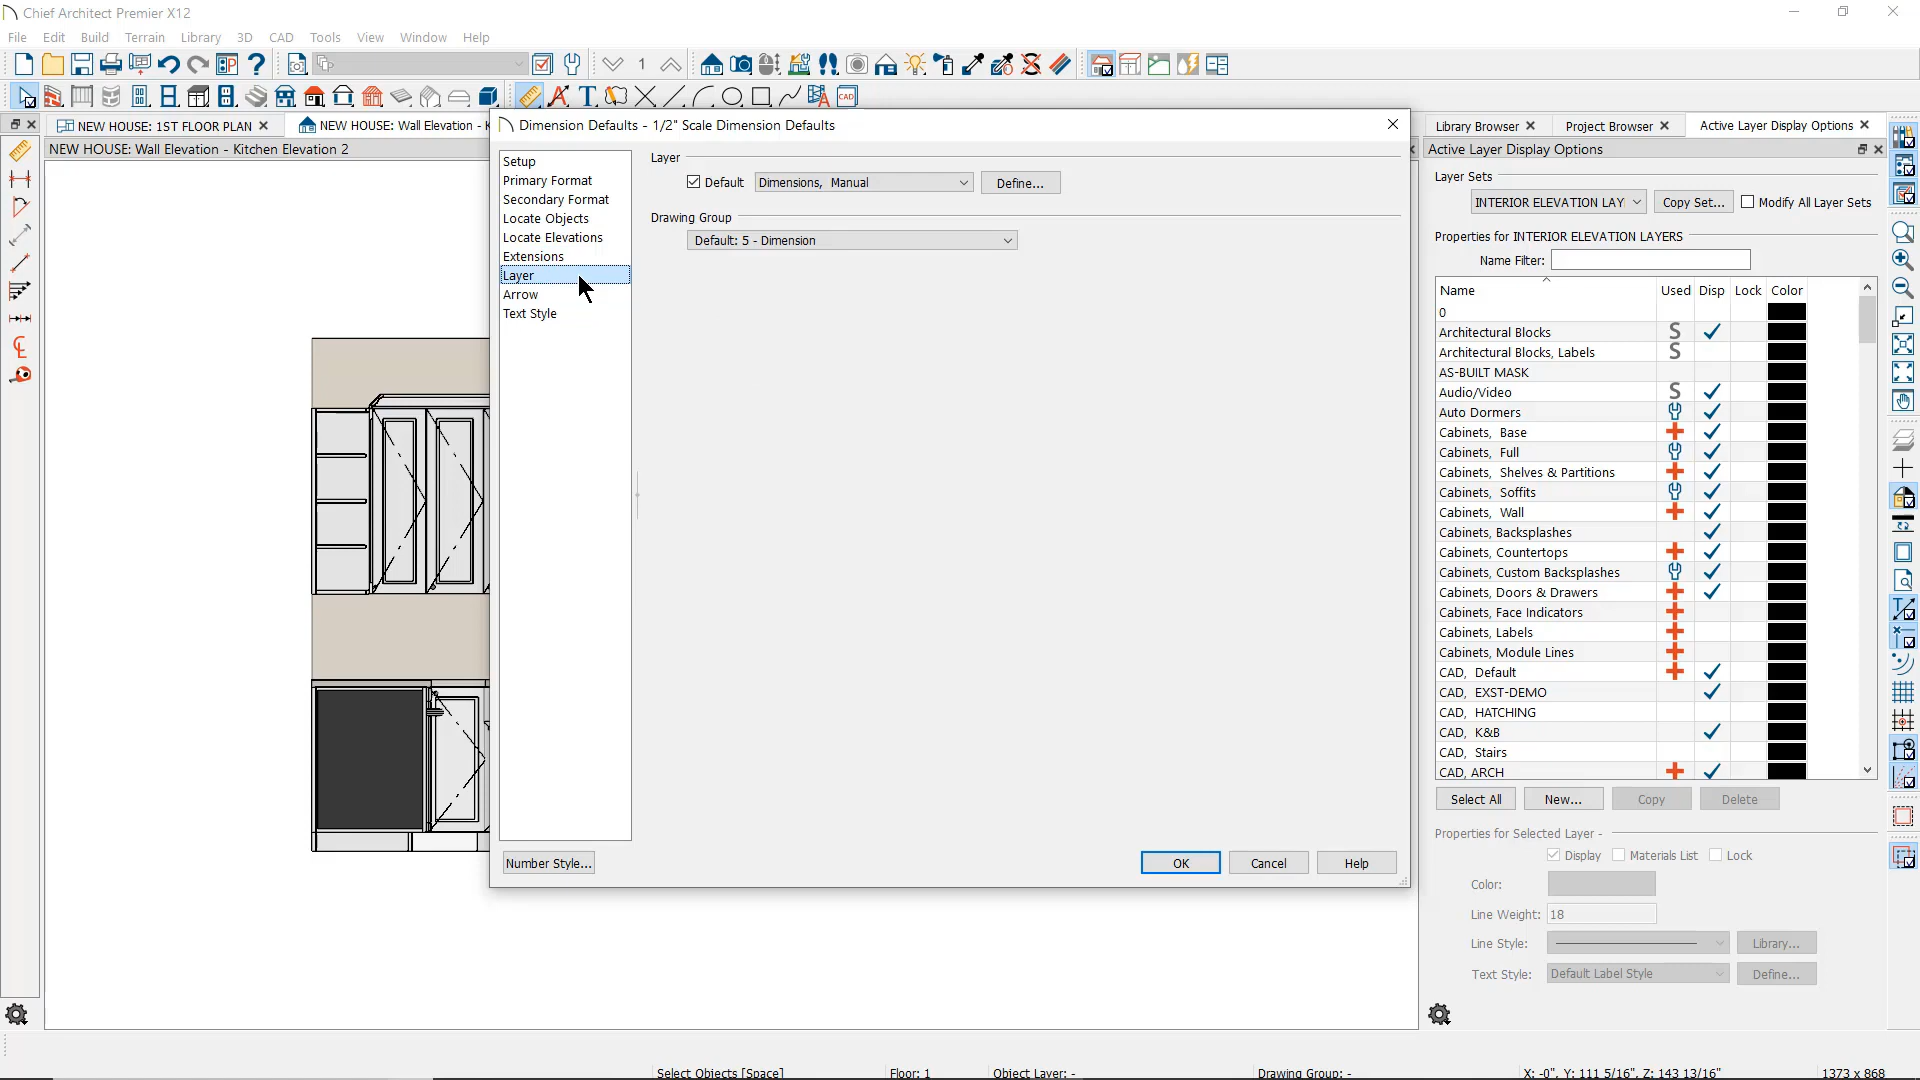 Chief Architect Premier X12
File Edit Build Terrain Library 3D CAD Tools View Window Help
1
NEW HOUSE: 1ST FLOOR PLAN
NEW HOUSE: Wall Elevation - K
NEW HOUSE: Wall Elevation - Kitchen Elevation 2
Dimension Defaults - 1/2" Scale Dimension Defaults
Setup
Primary Format
Secondary Format
Locate Objects
Locate Elevations
Extensions
Layer
Arrow
Text Style
Layer
Default
Dimensions, Manual
Define...
Drawing Group
Default: 5 - Dimension
Number Style...
OK
Cancel
Help
Library Browser
Project Browser
Active Layer Display Options
Active Layer Display Options
Layer Sets
INTERIOR ELEVATION LAY
Copy Set...
Modify All Layer Sets
Properties for INTERIOR ELEVATION LAYERS
Name Filter:
Name Used Disp Lock Color
0
Architectural Blocks S
Architectural Blocks, Labels S
AS-BUILT MASK
Audio/Video S
Auto Dormers
Cabinets, Base
Cabinets, Full
Cabinets, Shelves & Partitions
Cabinets, Soffits
Cabinets, Wall
Cabinets, Backsplashes
Cabinets, Countertops
Cabinets, Custom Backsplashes
Cabinets, Doors & Drawers
Cabinets, Face Indicators
Cabinets, Labels
Cabinets, Module Lines
CAD, Default
CAD, EXST-DEMO
CAD, HATCHING
CAD, K&B
CAD, Stairs
CAD, ARCH
Select All
New...
Copy
Delete
Properties for Selected Layer -
Display
Materials List
Lock
Color:
Line Weight: 18
Line Style:
Library...
Text Style: Default Label Style
Define...
Select Objects [Space]
Floor: 1
Object Layer: -
Drawing Group: -
X: -0", Y: 111 5/16", Z: 143 13/16"
1373 x 868